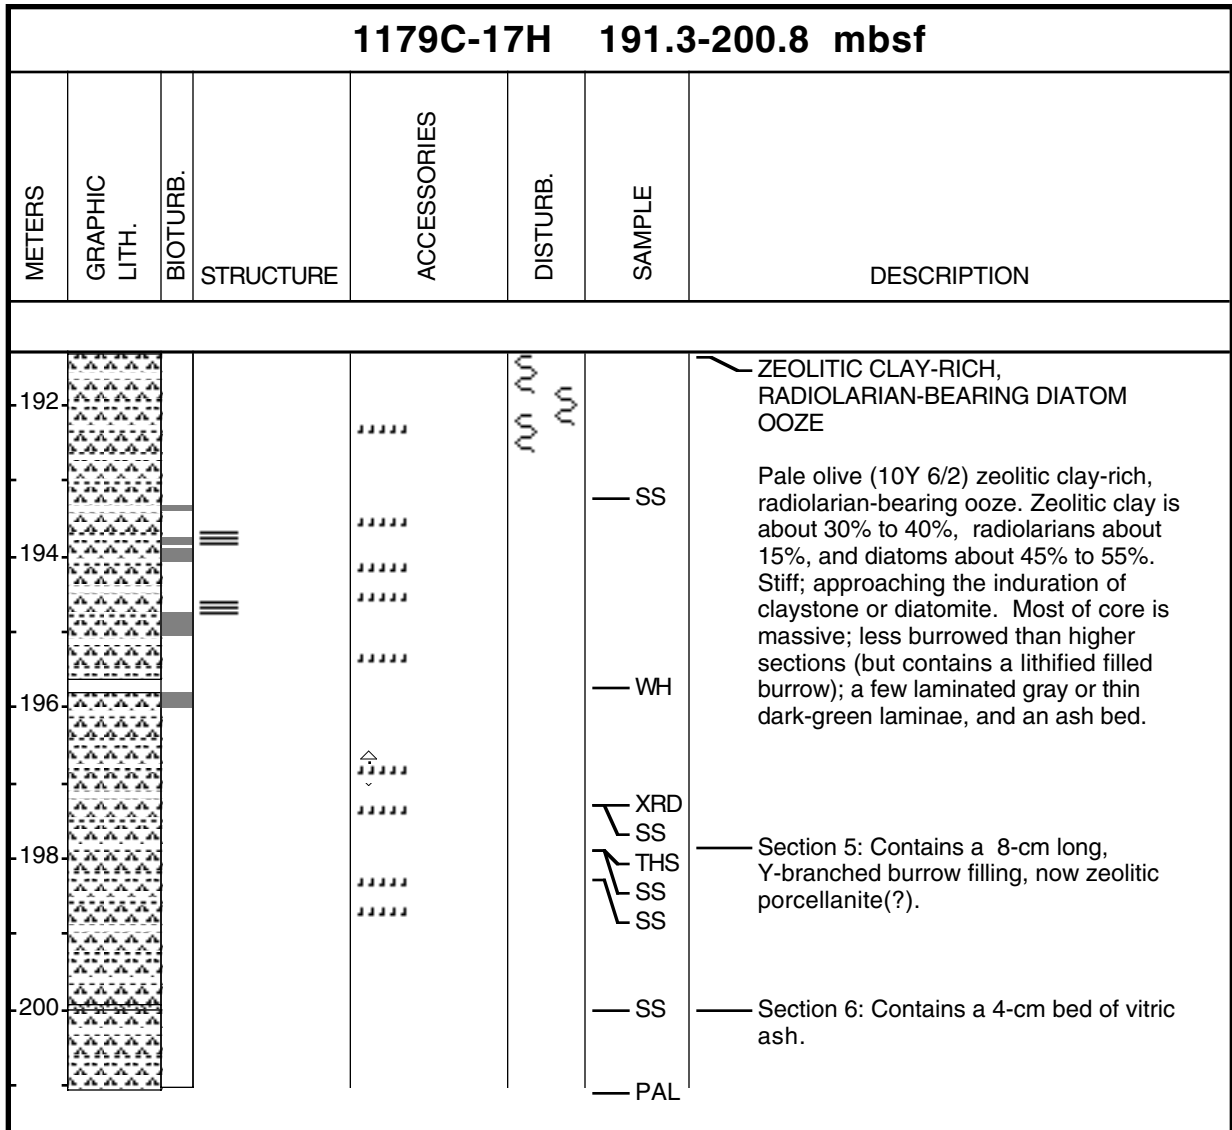 1179C-17H 191.3-200.8 mbsf
METERS
GRAPHIC
LITH.
BIOTURB.
STRUCTURE
ACCESSORIES
DISTURB.
SAMPLE
DESCRIPTION
192
194
196
198
200
SS
WH
XRD
SS
THS
SS
SS
SS
PAL
ZEOLITIC CLAY-RICH,
RADIOLARIAN-BEARING DIATOM
OOZE
Pale olive (10Y 6/2) zeolitic clay-rich,
radiolarian-bearing ooze. Zeolitic clay is
about 30% to 40%, radiolarians about
15%, and diatoms about 45% to 55%.
Stiff; approaching the induration of
claystone or diatomite. Most of core is
massive; less burrowed than higher
sections (but contains a lithified filled
burrow); a few laminated gray or thin
dark-green laminae, and an ash bed.
Section 5: Contains a 8-cm long,
Y-branched burrow filling, now zeolitic
porcellanite(?).
Section 6: Contains a 4-cm bed of vitric
ash.